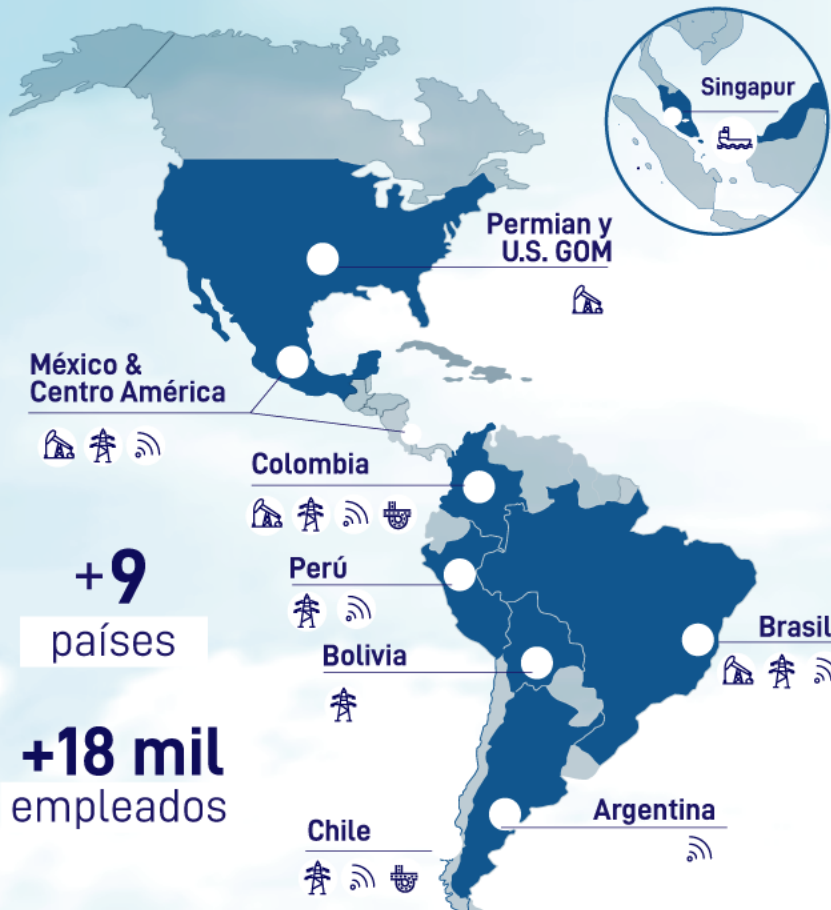 Singapur
Permian y
U.S. GOM
México &
Centro América
Colombia
+9
países
Perú
Brasil
Bolivia
+18 mil
empleados
Argentina
Chile